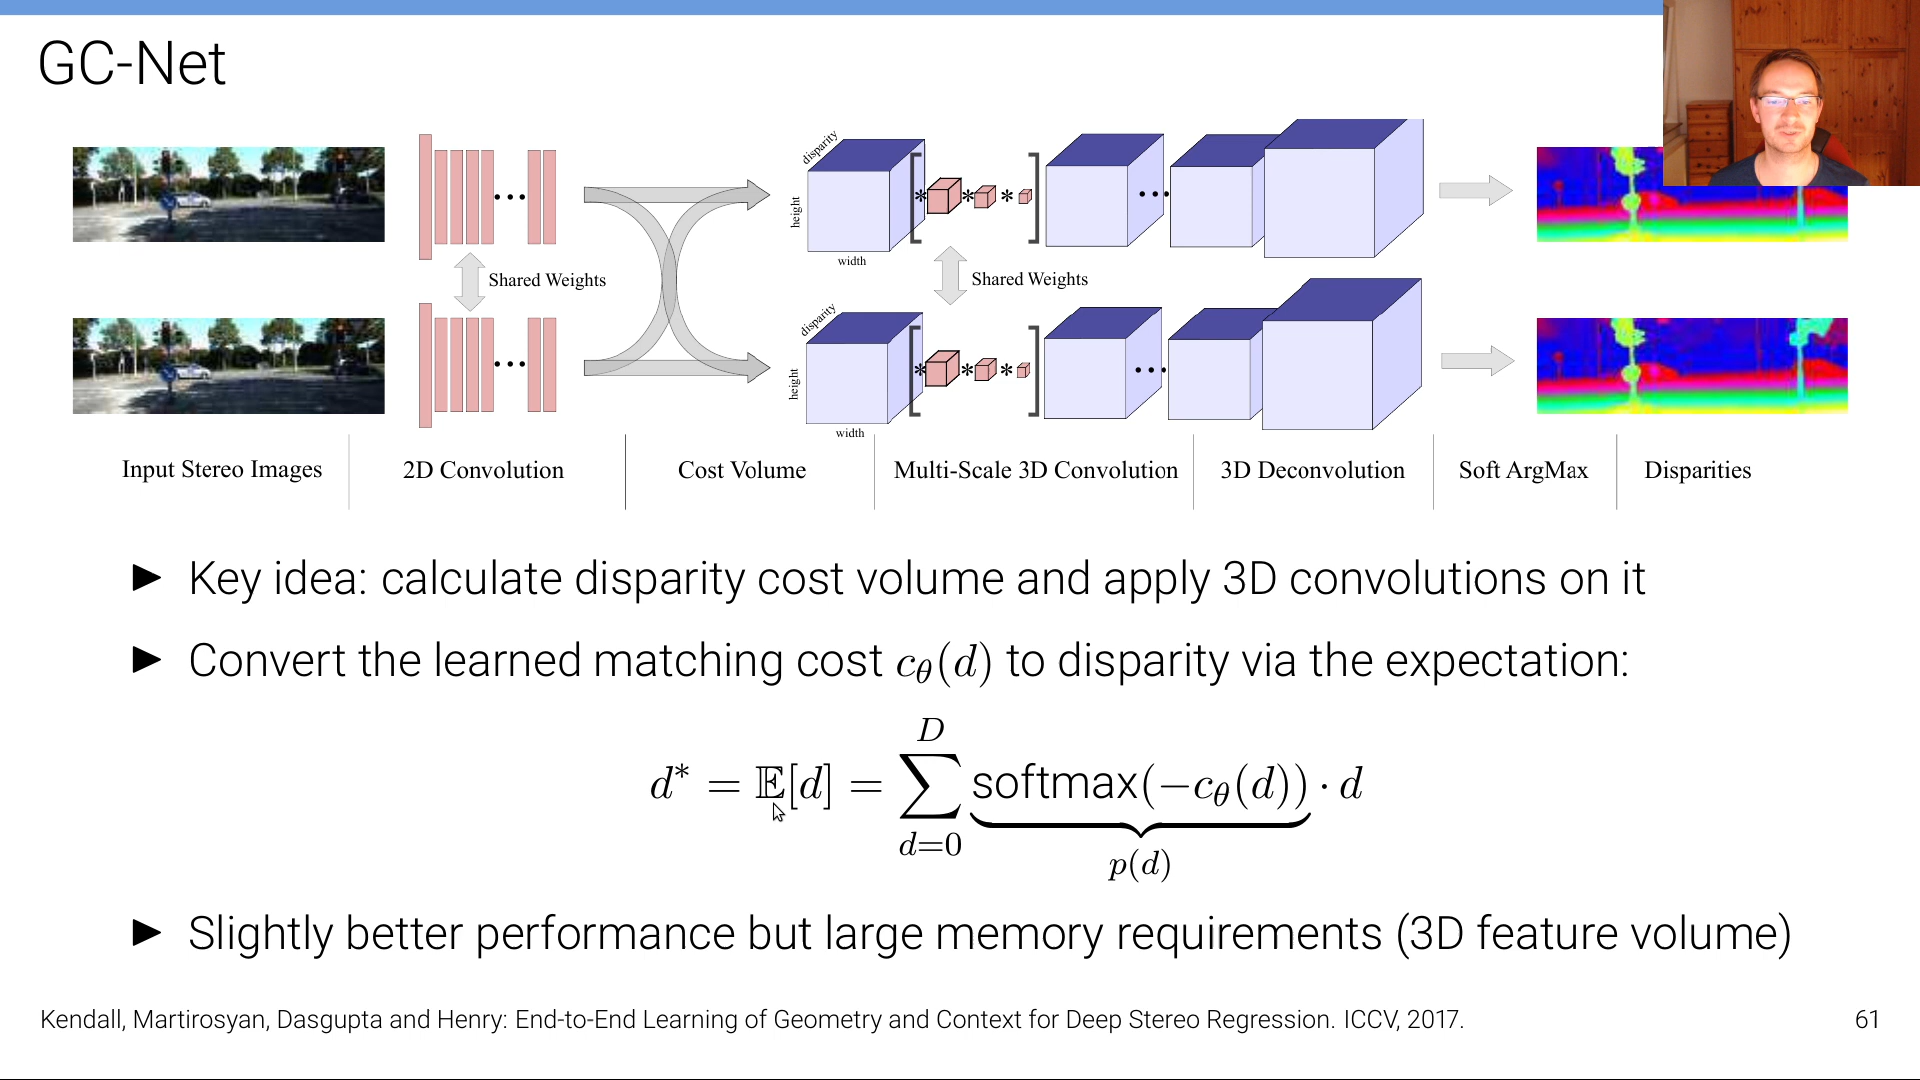 GC-Net
disparity
height
width
Shared Weights
Shared Weights
disparity
height
width
Input Stereo Images
2D Convolution
Cost Volume
Multi-Scale 3D Convolution
3D Deconvolution
Soft ArgMax
Disparities
► Key idea: calculate disparity cost volume and apply 3D convolutions on it
► Convert the learned matching cost c_θ(d) to disparity via the expectation:
d* = 𝔼[d] = ∑_{d=0}^{D} softmax(−c_θ(d)) · d
p(d)
► Slightly better performance but large memory requirements (3D feature volume)
Kendall, Martirosyan, Dasgupta and Henry: End-to-End Learning of Geometry and Context for Deep Stereo Regression. ICCV, 2017.
61